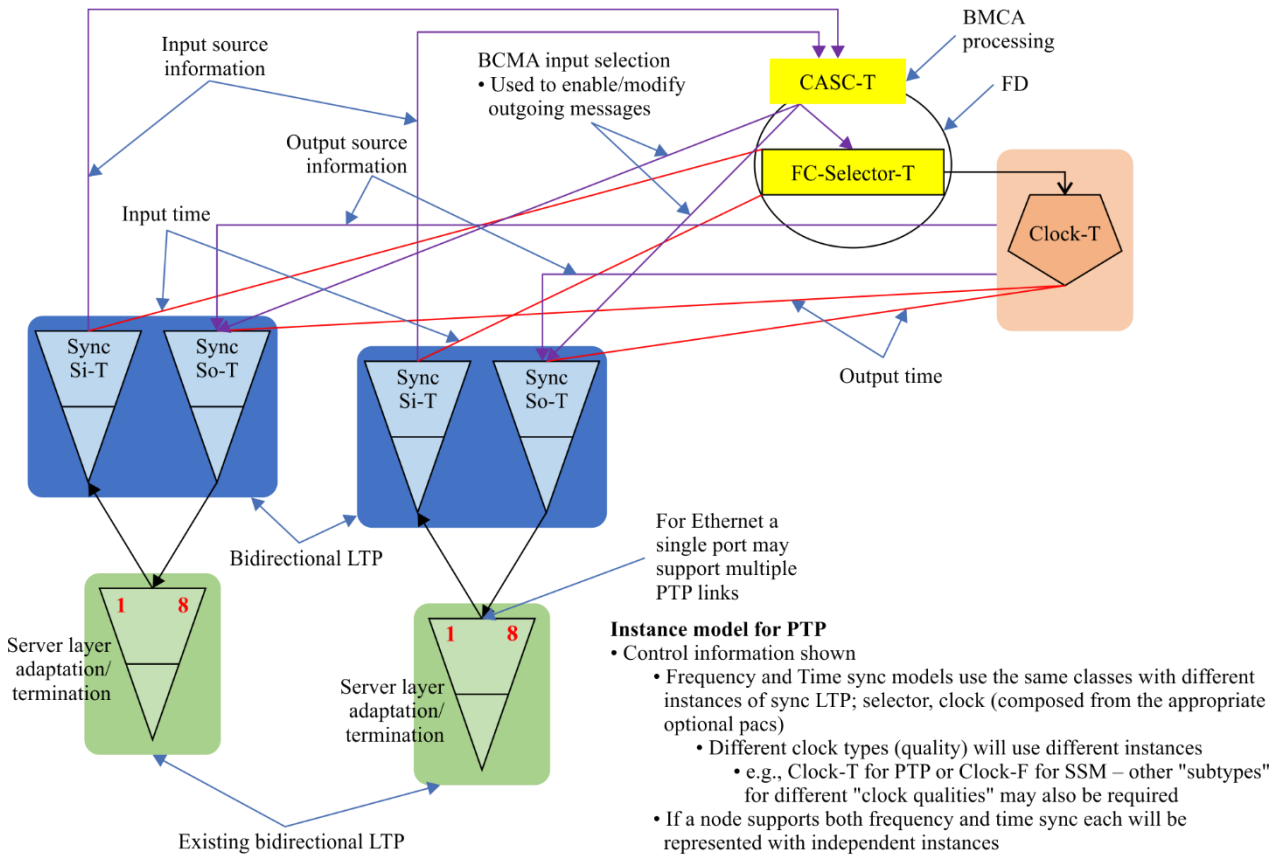 Input source
information
BCMA input selection
• Used to enable/modify
outgoing messages
BMCA
processing
CASC-T
FD
Output source
information
FC-Selector-T
Input time
Clock-T
Sync
Si-T
Sync
So-T
Sync
Si-T
Sync
So-T
Output time
Bidirectional LTP
For Ethernet a
single port may
support multiple
PTP links
1 8
Server layer
adaptation/
termination
1 8
Server layer
adaptation/
termination
Existing bidirectional LTP
Instance model for PTP
• Control information shown
• Frequency and Time sync models use the same classes with different
instances of sync LTP; selector, clock (composed from the appropriate
optional pacs)
• Different clock types (quality) will use different instances
• e.g., Clock-T for PTP or Clock-F for SSM – other "subtypes"
for different "clock qualities" may also be required
• If a node supports both frequency and time sync each will be
represented with independent instances